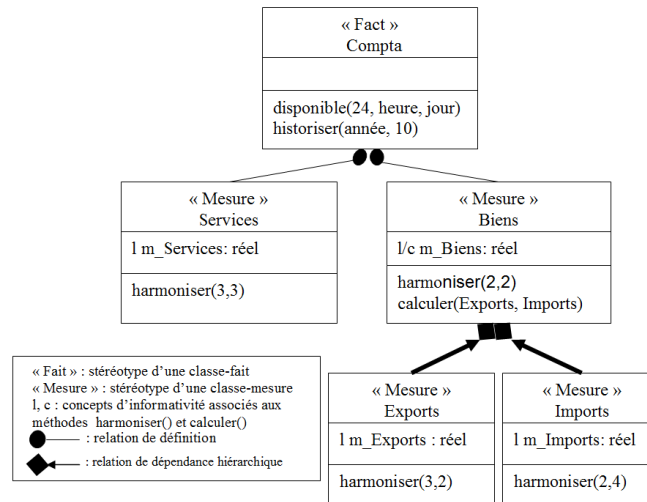 « Fact »
Compta
disponible(24, heure, jour)
historiser(année, 10)
« Mesure »
Services
l m_Services: réel
harmoniser(3,3)
« Mesure »
Biens
l/c m_Biens: réel
harmoniser(2,2)
calculer(Exports, Imports)
« Mesure »
Exports
l m_Exports : réel
harmoniser(3,2)
« Mesure »
Imports
l m_Imports: réel
harmoniser(2,4)
« Fait » : stéréotype d'une classe-fait
« Mesure » : stéréotype d'une classe-mesure
l, c : concepts d'informativité associés aux
méthodes harmoniser() et calculer()
: relation de définition
: relation de dépendance hiérarchique